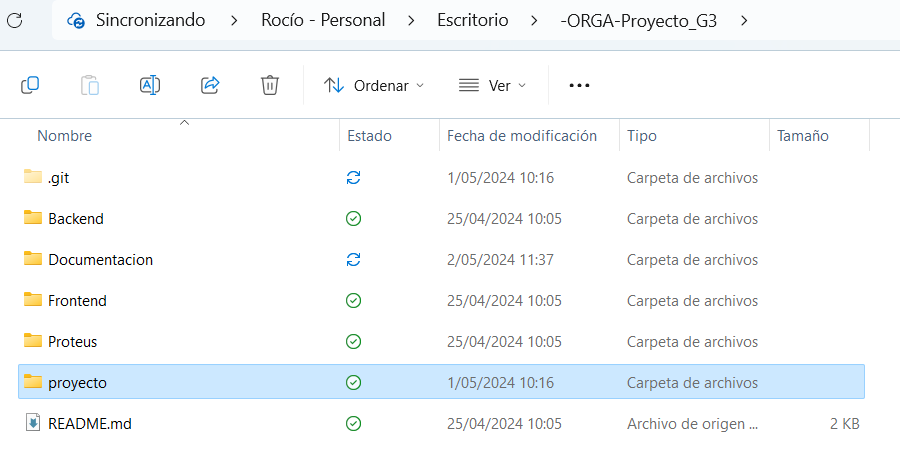 Sincronizando > Rocío - Personal > Escritorio > -ORGA-Proyecto_G3 >
Ordenar Ver ...
Nombre Estado Fecha de modificación Tipo Tamaño
.git 1/05/2024 10:16 Carpeta de archivos
Backend 25/04/2024 10:05 Carpeta de archivos
Documentacion 2/05/2024 11:37 Carpeta de archivos
Frontend 25/04/2024 10:05 Carpeta de archivos
Proteus 25/04/2024 10:05 Carpeta de archivos
proyecto 1/05/2024 10:16 Carpeta de archivos
README.md 25/04/2024 10:05 Archivo de origen ... 2 KB